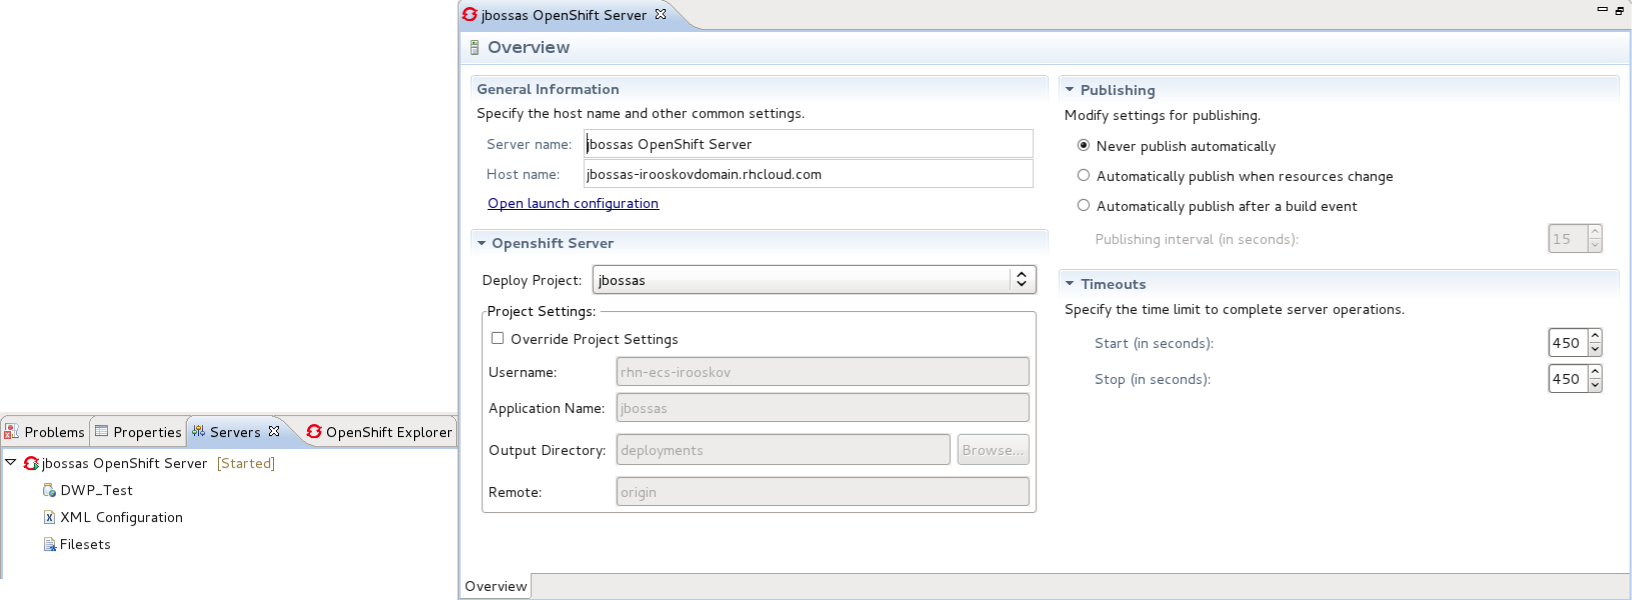 jbossas OpenShift Server
Overview
General Information
Specify the host name and other common settings.
Server name: jbossas OpenShift Server
Host name: jbossas-irooskovdomain.rhcloud.com
Open launch configuration
Openshift Server
Deploy Project: jbossas
Project Settings:
Override Project Settings
Username: rhn-ecs-irooskov
Application Name: jbossas
Output Directory: deployments Browse...
Remote: origin
Publishing
Modify settings for publishing.
Never publish automatically
Automatically publish when resources change
Automatically publish after a build event
Publishing interval (in seconds): 15
Timeouts
Specify the time limit to complete server operations.
Start (in seconds): 450
Stop (in seconds): 450
Overview
Problems Properties Servers OpenShift Explorer
jbossas OpenShift Server [Started]
DWP_Test
XML Configuration
Filesets